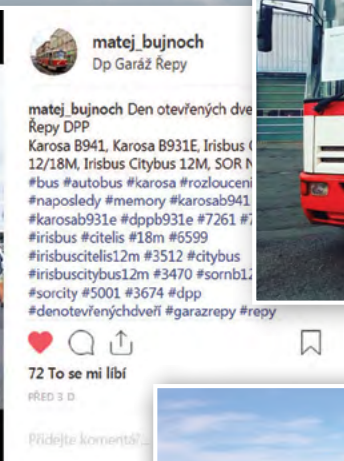 matej_bujnoch
Dp Garáž Řepy
matej_bujnoch Den otevřených dve
Řepy DPP
Karosa B941, Karosa B931E, Irisbus
12/18M, Irisbus Citybus 12M, SOR N
#bus #autobus #karosa #rozlouceni
#naposledy #memory #karosab941
#karosab931e #dppb931e #7261 #7
#irisbus #citelis #18m #6599
#irisbuscitelis12m #3512 #citybus
#irisbuscitybus12m #3470 #sornb12
#sorcity #5001 #3674 #dpp
#denotevřenýchdveří #garazrepy #repy
72 To se mi líbí
PŘED 3 D
Přidejte komentář...